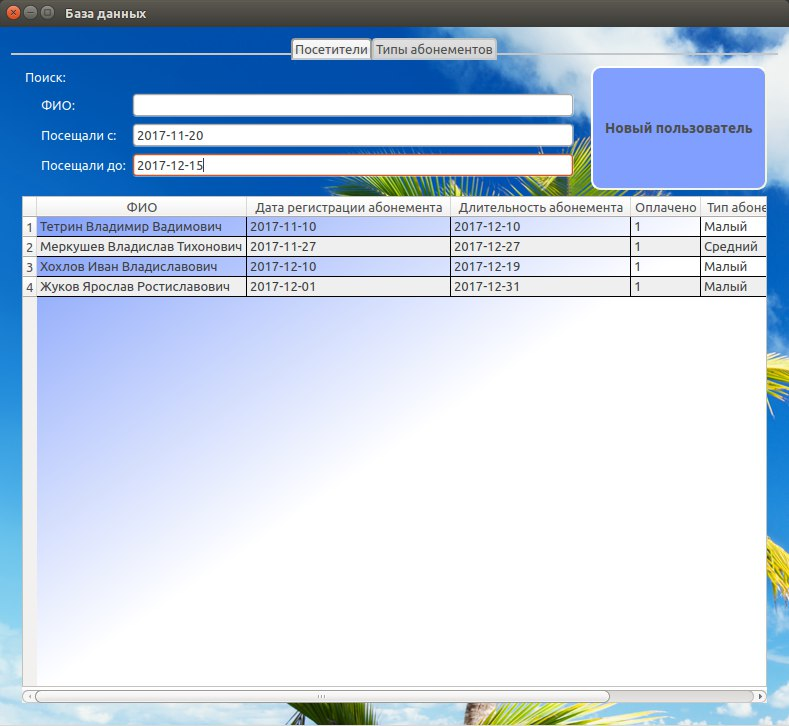 База данных
Посетители Типы абонементов
Поиск:
ФИО:
Посещали с: 2017-11-20
Посещали до: 2017-12-15
Новый пользователь
ФИО Дата регистрации абонемента Длительность абонемента Оплачено Тип абоне
1 Тетрин Владимир Вадимович 2017-11-10 2017-12-10 1 Малый
2 Меркушев Владислав Тихонович 2017-11-27 2017-12-27 1 Средний
3 Хохлов Иван Владиславович 2017-12-10 2017-12-19 1 Малый
4 Жуков Ярослав Ростиславович 2017-12-01 2017-12-31 1 Малый